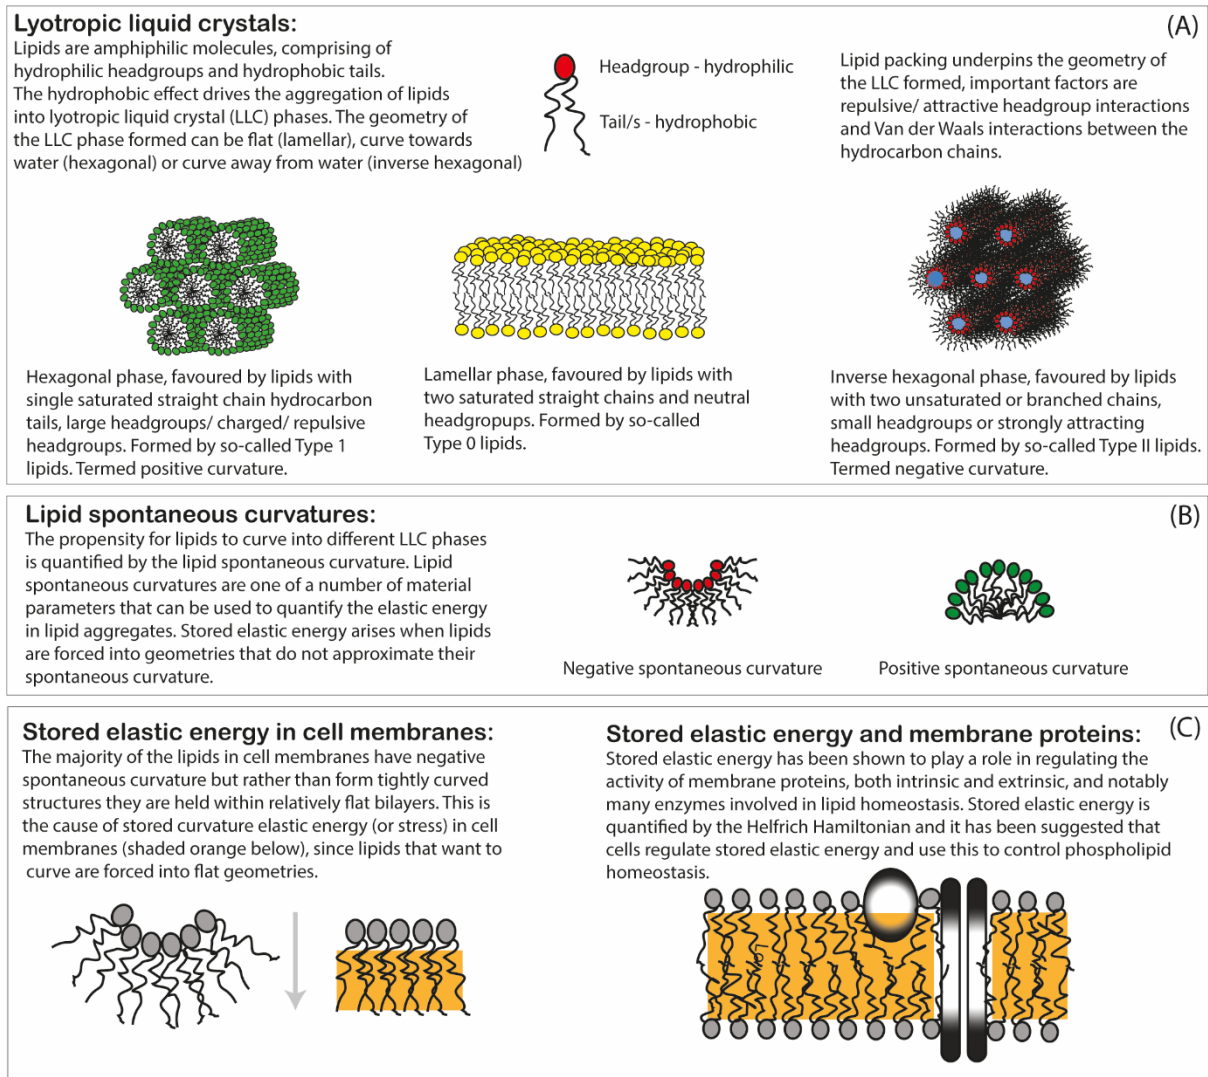 Lyotropic liquid crystals:
(A)
Lipids are amphiphilic molecules, comprising of
hydrophilic headgroups and hydrophobic tails.
The hydrophobic effect drives the aggregation of lipids
into lyotropic liquid crystal (LLC) phases. The geometry of
the LLC phase formed can be flat (lamellar), curve towards
water (hexagonal) or curve away from water (inverse hexagonal)
Headgroup - hydrophilic
Tail/s - hydrophobic
Lipid packing underpins the geometry of
the LLC formed, important factors are
repulsive/ attractive headgroup interactions
and Van der Waals interactions between the
hydrocarbon chains.
Hexagonal phase, favoured by lipids with
single saturated straight chain hydrocarbon
tails, large headgroups/ charged/ repulsive
headgroups. Formed by so-called Type 1
lipids. Termed positive curvature.
Lamellar phase, favoured by lipids with
two saturated straight chains and neutral
headgropups. Formed by so-called
Type 0 lipids.
Inverse hexagonal phase, favoured by lipids
with two unsaturated or branched chains,
small headgroups or strongly attracting
headgroups. Formed by so-called Type II lipids.
Termed negative curvature.
Lipid spontaneous curvatures:
(B)
The propensity for lipids to curve into different LLC phases
is quantified by the lipid spontaneous curvature. Lipid
spontaneous curvatures are one of a number of material
parameters that can be used to quantify the elastic energy
in lipid aggregates. Stored elastic energy arises when lipids
are forced into geometries that do not approximate their
spontaneous curvature.
Negative spontaneous curvature
Positive spontaneous curvature
Stored elastic energy in cell membranes:
The majority of the lipids in cell membranes have negative
spontaneous curvature but rather than form tightly curved
structures they are held within relatively flat bilayers. This is
the cause of stored curvature elastic energy (or stress) in cell
membranes (shaded orange below), since lipids that want to
curve are forced into flat geometries.
Stored elastic energy and membrane proteins:
(C)
Stored elastic energy has been shown to play a role in regulating the
activity of membrane proteins, both intrinsic and extrinsic, and notably
many enzymes involved in lipid homeostasis. Stored elastic energy is
quantified by the Helfrich Hamiltonian and it has been suggested that
cells regulate stored elastic energy and use this to control phospholipid
homeostasis.